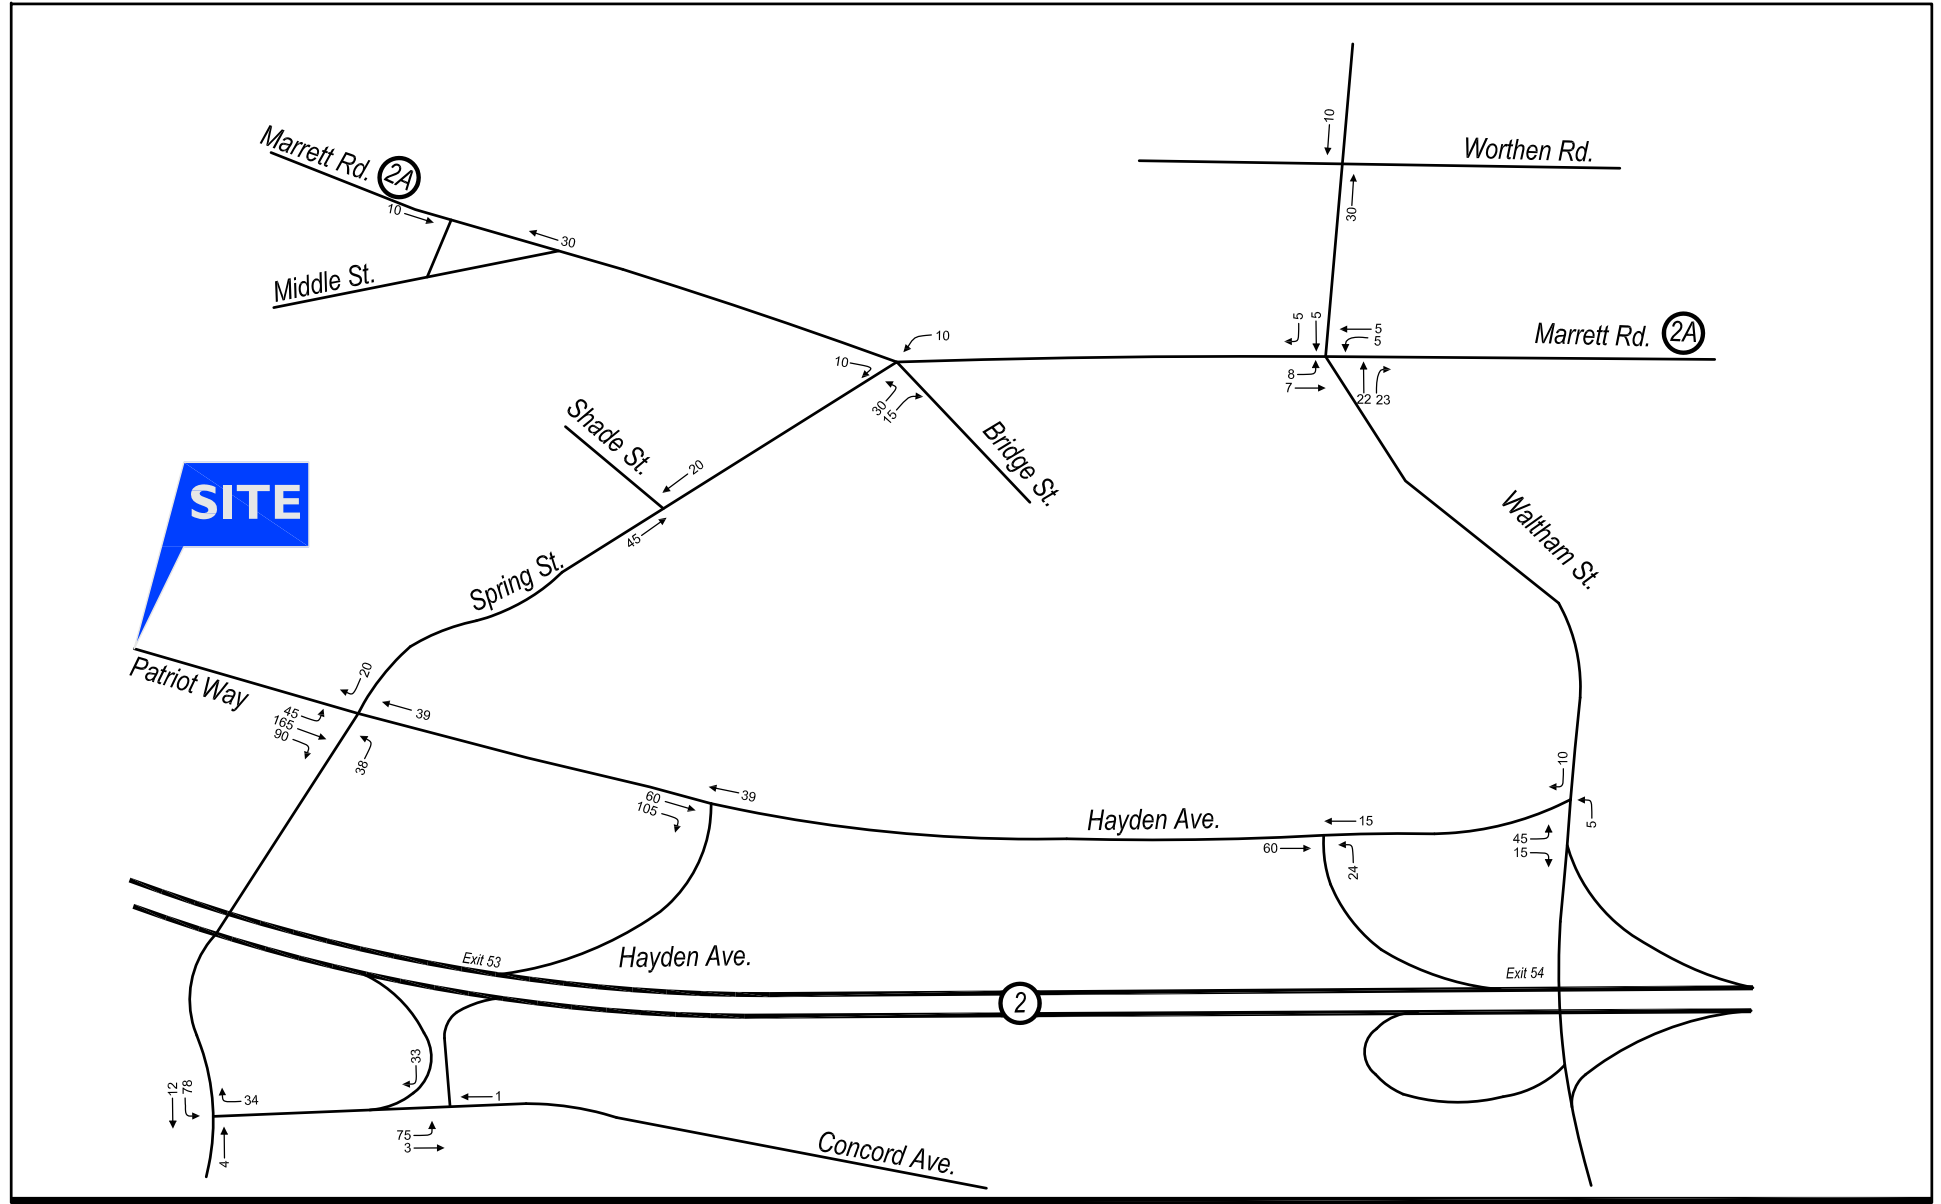 10
Worthen Rd.
Marrett Rd.
2A
10
30
30
Middle St.
5
5
5
5
Marrett Rd.
2A
10
10
30
15
8
7
22
23
Shade St.
20
45
Bridge St.
SITE
Waltham St.
Spring St.
Patriot Way
20
45
165
90
39
38
60
105
39
10
5
Hayden Ave.
15
60
24
45
15
Exit 53
Hayden Ave.
Exit 54
2
12
78
34
4
33
1
75
3
Concord Ave.